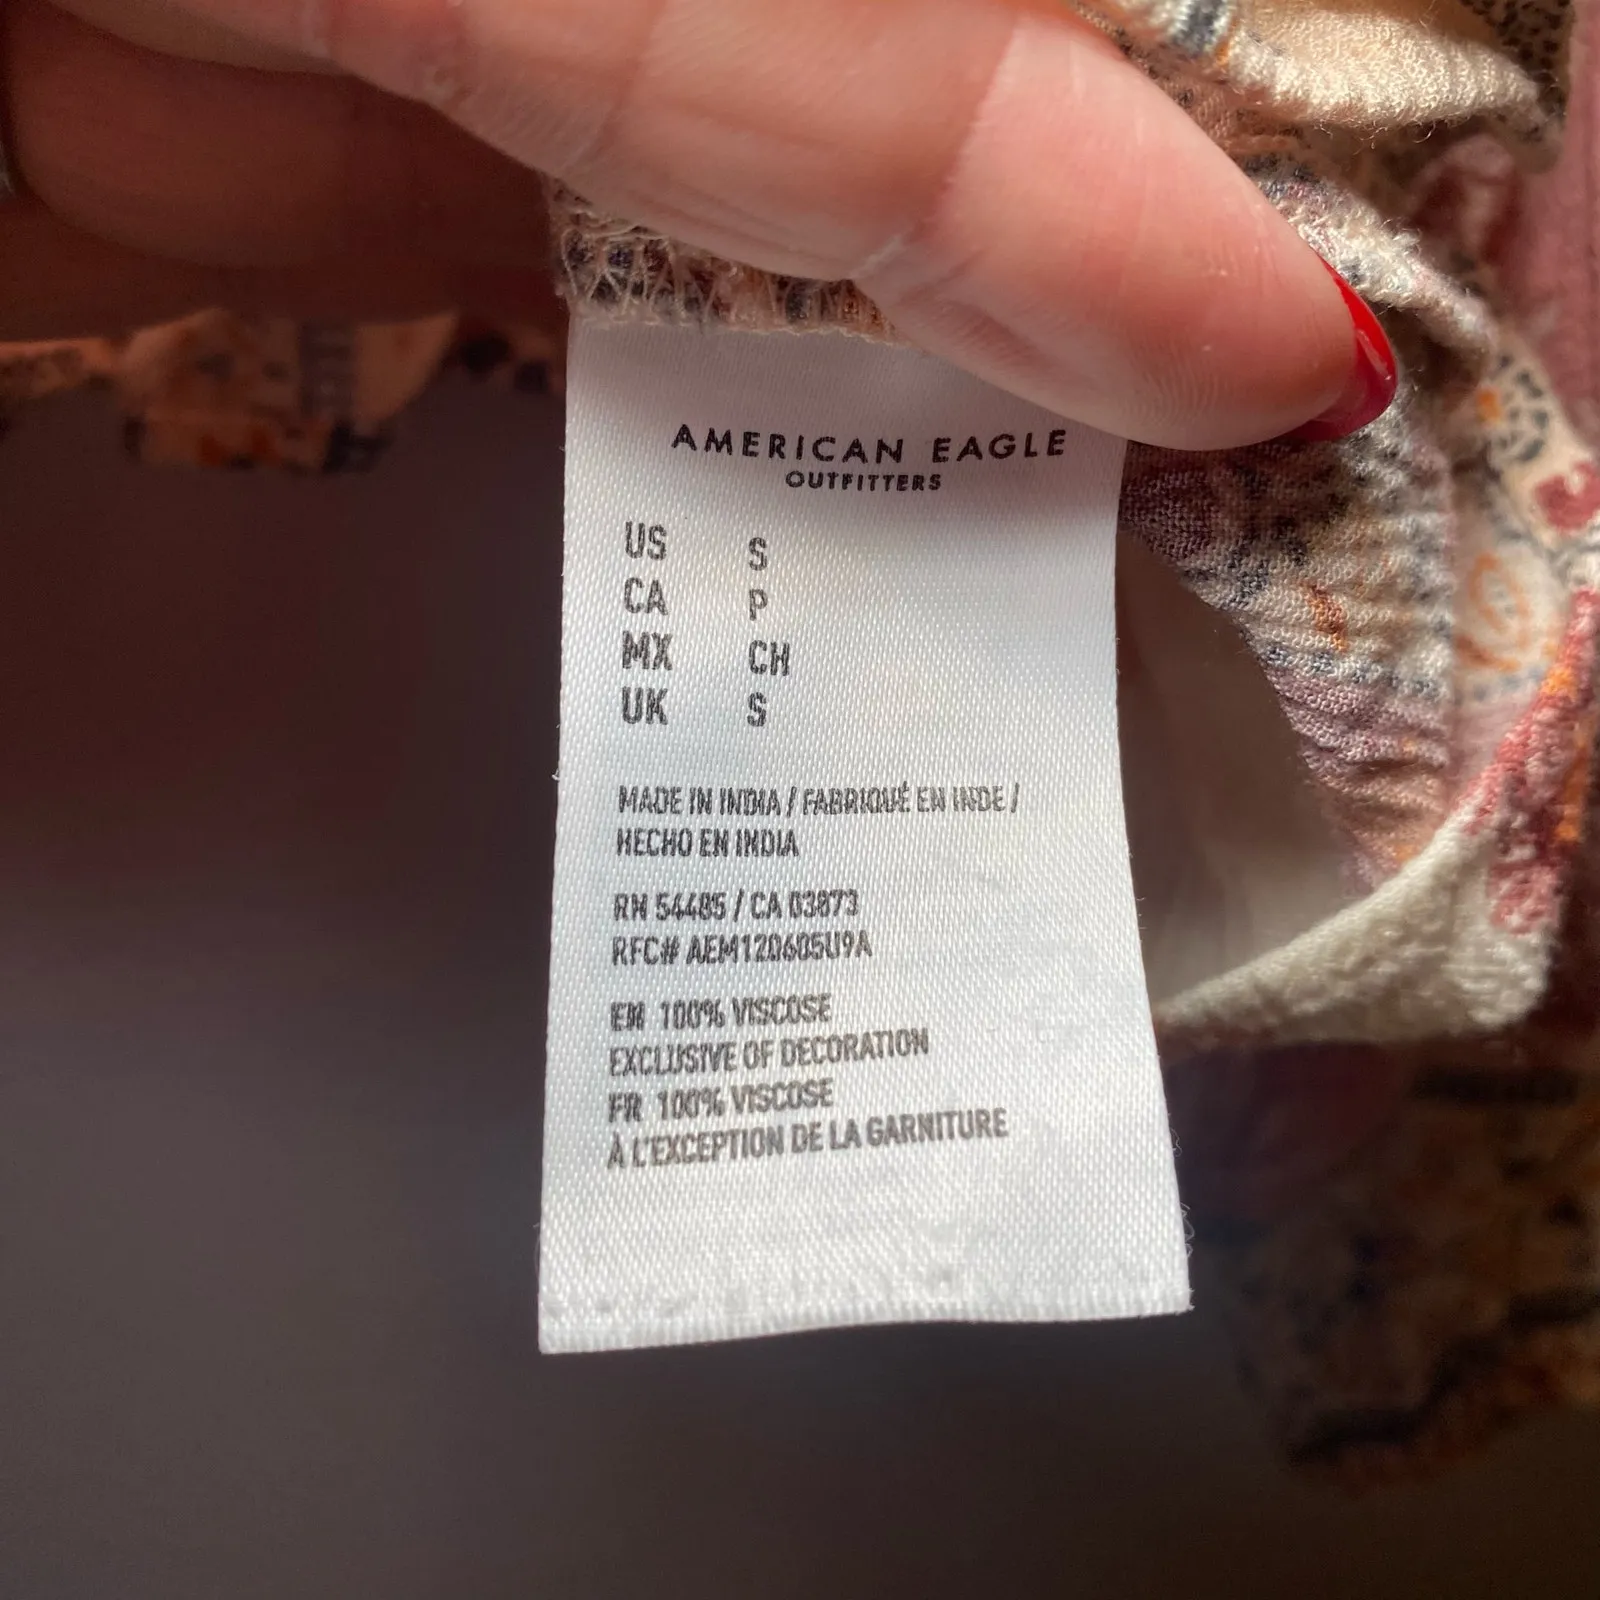 AMERICAN EAGLE
OUTFITTERS
US S
CA P
MX CH
UK S
MADE IN INDIA / FABRIQUÉ EN INDE /
HECHO EN INDIA
RN 54485 / CA 03873
RFC# AEM120605U9A
EN 100% VISCOSE
EXCLUSIVE OF DECORATION
FR 100% VISCOSE
À L'EXCEPTION DE LA GARNITURE